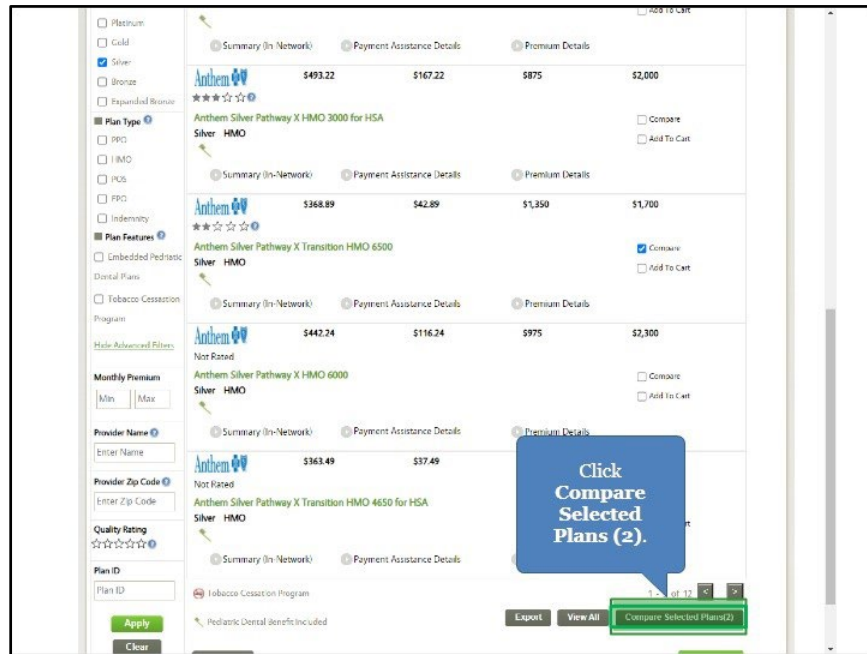 Platinum
Gold
Silver
Bronze
Expanded Bronze
Plan Type
PPO
HMO
POS
EPO
Indemnity
Plan Features
Embedded Pedriatic
Dental Plans
Tobacco Cessastion
Program
Hide Advanced Filters
Monthly Premium
Min Max
Provider Name
Enter Name
Provider Zip Code
Enter Zip Code
Quality Rating
Plan ID
Plan ID
Apply
Clear
Add To Cart
Summary (In-Network) Payment Assistance Details Premium Details
Anthem $493.22 $167.22 $875 $2,000
Anthem Silver Pathway X HMO 3000 for HSA
Compare
Silver HMO
Add To Cart
Summary (In-Network) Payment Assistance Details Premium Details
Anthem $368.89 $42.89 $1,350 $1,700
Anthem Silver Pathway X Transition HMO 6500
Compare
Silver HMO
Add To Cart
Summary (In-Network) Payment Assistance Details Premium Details
Anthem $442.24 $116.24 $975 $2,300
Not Rated
Anthem Silver Pathway X HMO 6000
Compare
Silver HMO
Add To Cart
Summary (In-Network) Payment Assistance Details Premium Details
Anthem $363.49 $37.49
Not Rated
Anthem Silver Pathway X Transition HMO 4650 for HSA
Silver HMO
Summary (In-Network) Payment Assistance Details
Click
Compare
Selected
Plans (2).
Tobacco Cessation Program
1 - of 12 < >
Pediatric Dental Benefit Included
Export View All Compare Selected Plans(2)